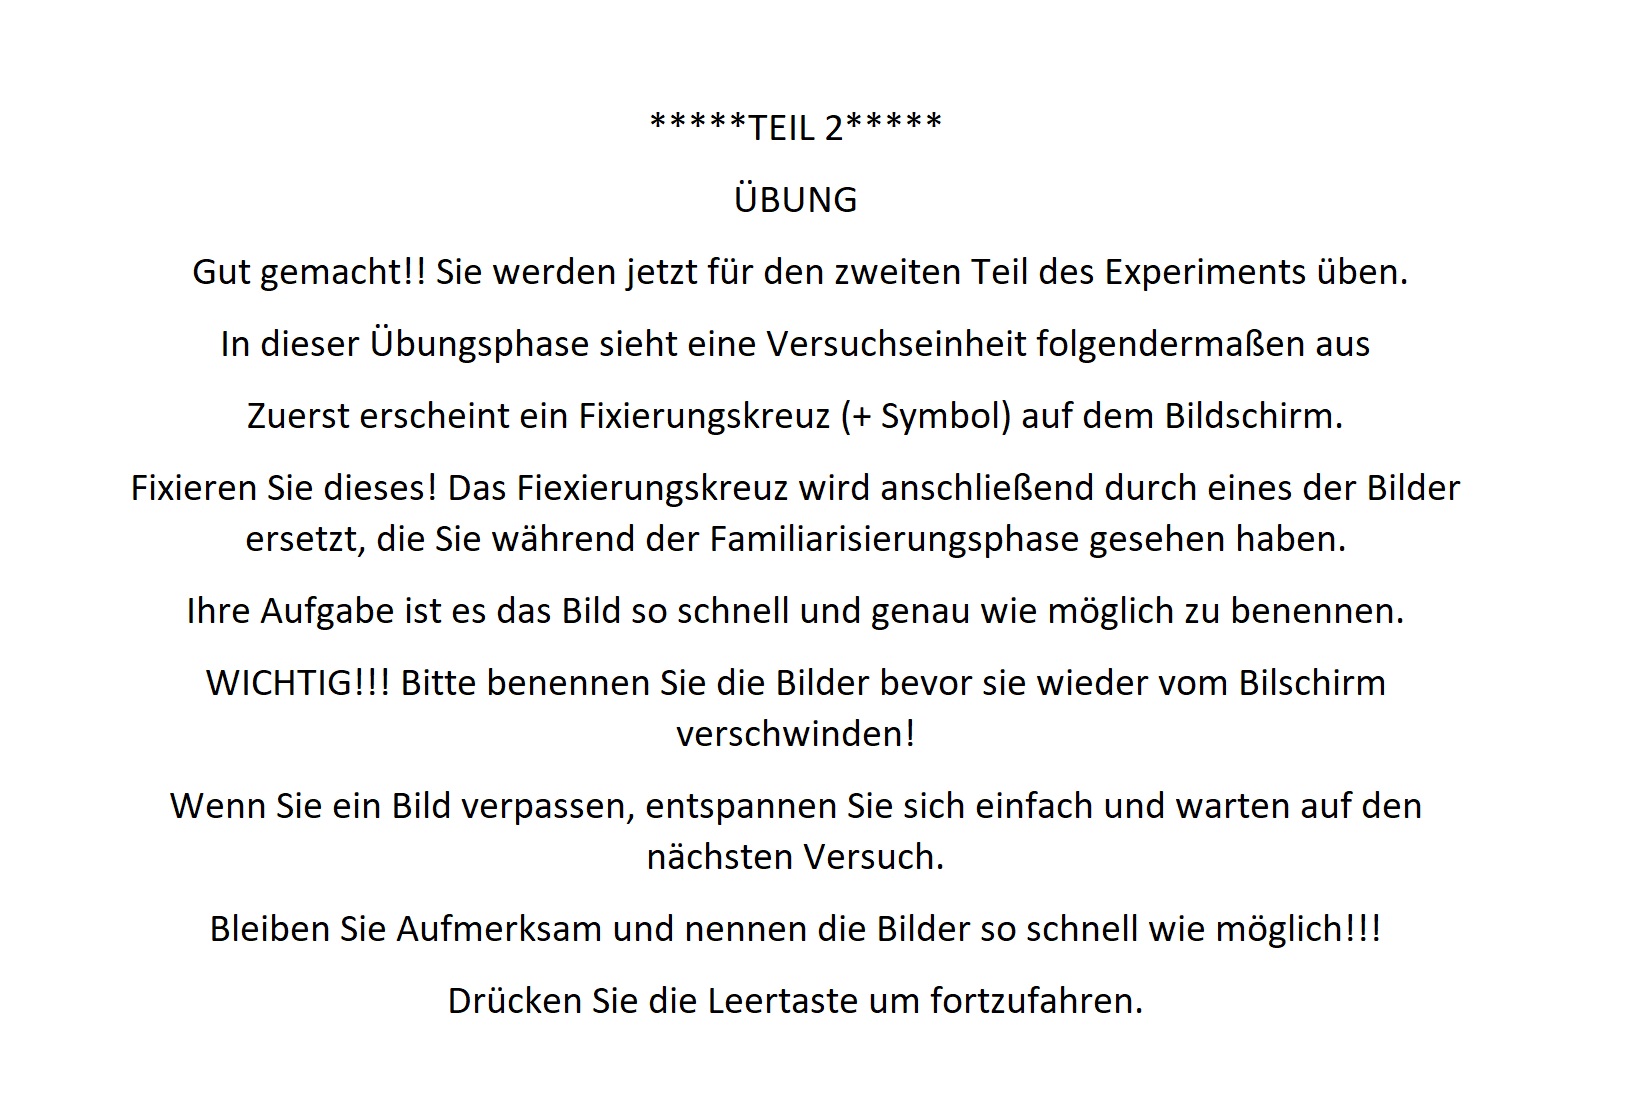 *****TEIL 2*****
ÜBUNG
Gut gemacht!! Sie werden jetzt für den zweiten Teil des Experiments üben.
In dieser Übungsphase sieht eine Versuchseinheit folgendermaßen aus
Zuerst erscheint ein Fixierungskreuz (+ Symbol) auf dem Bildschirm.
Fixieren Sie dieses! Das Fiexierungskreuz wird anschließend durch eines der Bilder
ersetzt, die Sie während der Familiarisierungsphase gesehen haben.
Ihre Aufgabe ist es das Bild so schnell und genau wie möglich zu benennen.
WICHTIG!!! Bitte benennen Sie die Bilder bevor sie wieder vom Bilschirm
verschwinden!
Wenn Sie ein Bild verpassen, entspannen Sie sich einfach und warten auf den
nächsten Versuch.
Bleiben Sie Aufmerksam und nennen die Bilder so schnell wie möglich!!!
Drücken Sie die Leertaste um fortzufahren.